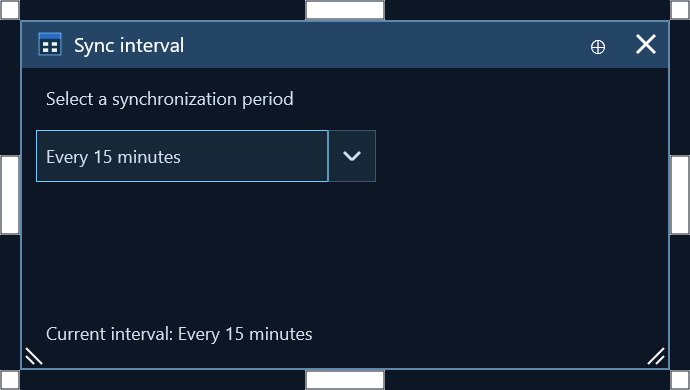 Sync interval
Select a synchronization period
Every 15 minutes
Current interval: Every 15 minutes